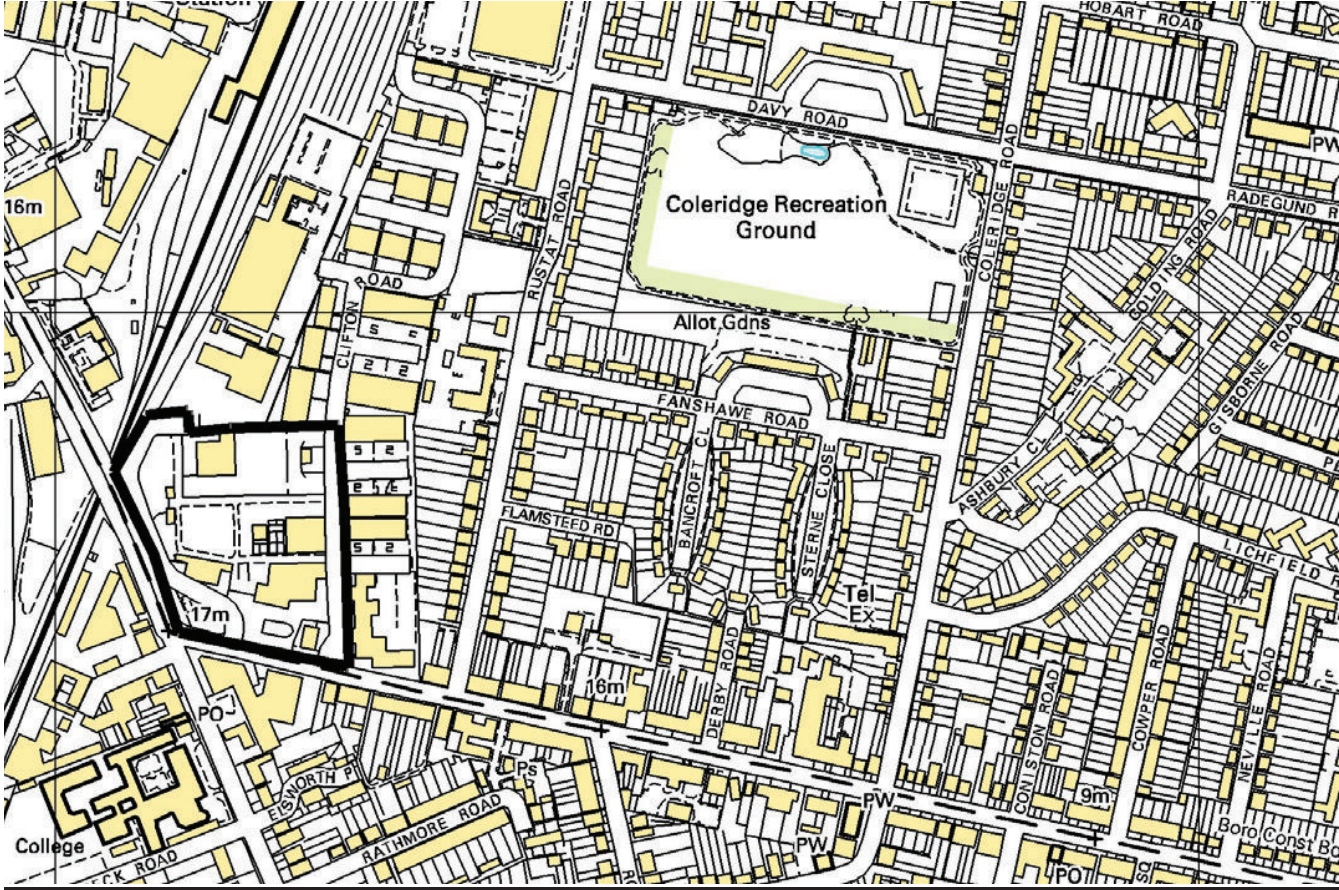 Station
HOBART ROAD
DAVY ROAD
PW
16m
Coleridge Recreation
Ground
COLERIDGE ROAD
RADEGUND R
RUSTAT ROAD
GOLDING ROAD
OAD
CLIFTON
Allot Gdns
GISBORNE ROAD
FANSHAWE ROAD
BANCROFT CL
STERNE CLOSE
ASHBURY CL
FLAMSTEED RD
LICHFIELD
17m
Tel
Ex
DERBY ROAD
16m
CONISTON ROAD
COWPER ROAD
NEVILLE ROAD
PO
ELSWORTH P
Ps
RATHMORE ROAD
PW
9m
Boro Const B
College
ECK ROAD
PW
PO